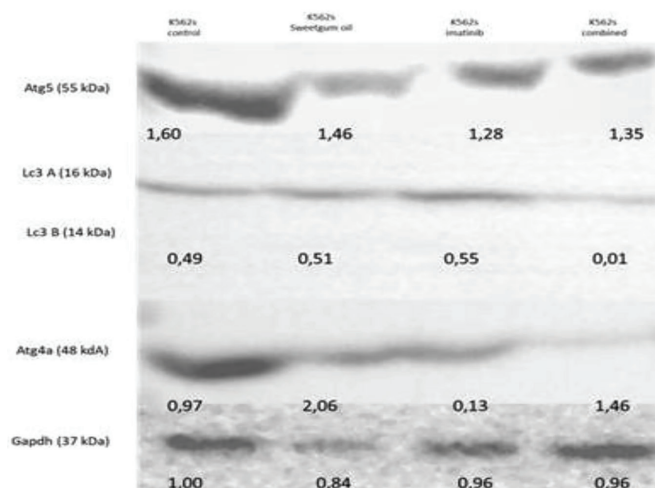 K562s control
K562s Sweetgum oil
K562s imatinib
K562s combined
Atg5 (55 kDa)
1,60 1,46 1,28 1,35
Lc3 A (16 kDa)
Lc3 B (14 kDa)
0,49 0,51 0,55 0,01
Atg4a (48 kdA)
0,97 2,06 0,13 1,46
Gapdh (37 kDa)
1.00 0.84 0.96 0.96